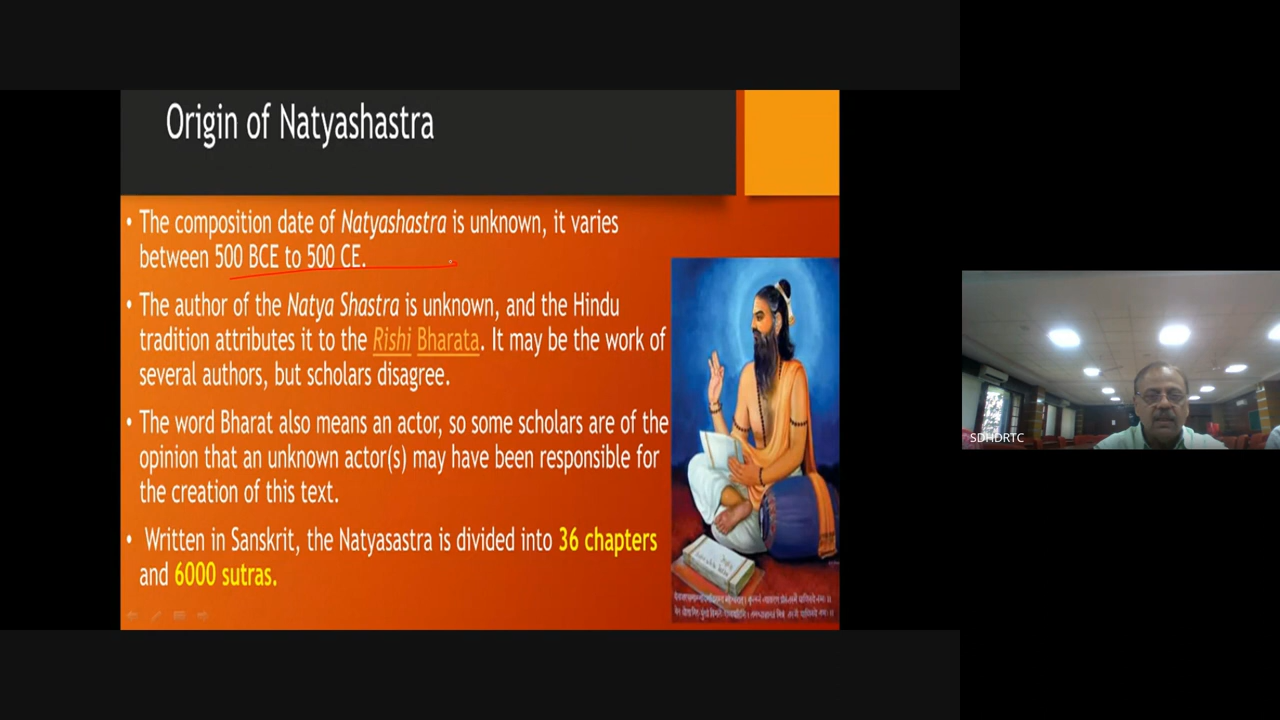 Origin of Natyashastra
• The composition date of Natyashastra is unknown, it varies
between 500 BCE to 500 CE.
• The author of the Natya Shastra is unknown, and the Hindu
tradition attributes it to the Rishi Bharata. It may be the work of
several authors, but scholars disagree.
• The word Bharat also means an actor, so some scholars are of the
opinion that an unknown actor(s) may have been responsible for
the creation of this text.
• Written in Sanskrit, the Natyasastra is divided into 36 chapters
and 6000 sutras.
SDHDRTC